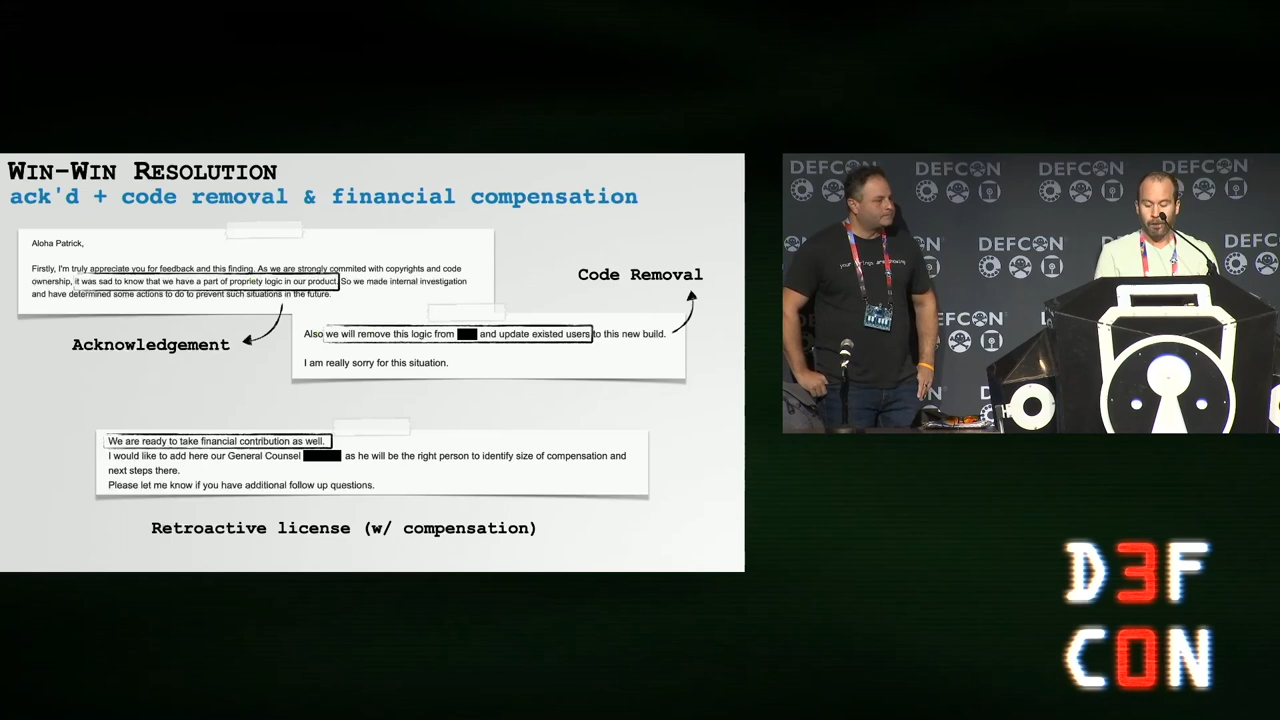 Win-Win Resolution
ack'd + code removal & financial compensation
Aloha Patrick,
Firstly, I'm truly appreciate you for feedback and this finding. As we are strongly commited with copyrights and code
ownership, it was sad to know that we have a part of propriety logic in our product. So we made internal investigation
and have determined some actions to do to prevent such situations in the future.
Acknowledgement
Code Removal
Also we will remove this logic from and update existed users to this new build.
I am really sorry for this situation.
We are ready to take financial contribution as well.
I would like to add here our General Counsel as he will be the right person to identify size of compensation and
next steps there.
Please let me know if you have additional follow up questions.
Retroactive license (w/ compensation)
DEFCON
DEFCON
DEFCON
DEFCON
DEFCON
DEFCON
DEFC
your things are showing
D3F
C0N